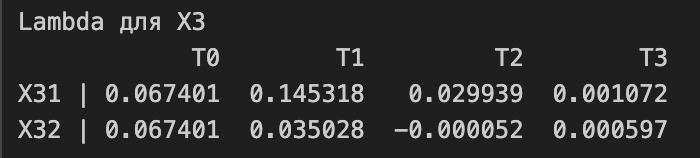 Lambda для X3
T0 T1 T2 T3
X31 | 0.067401 0.145318 0.029939 0.001072
X32 | 0.067401 0.035028 -0.000052 0.000597